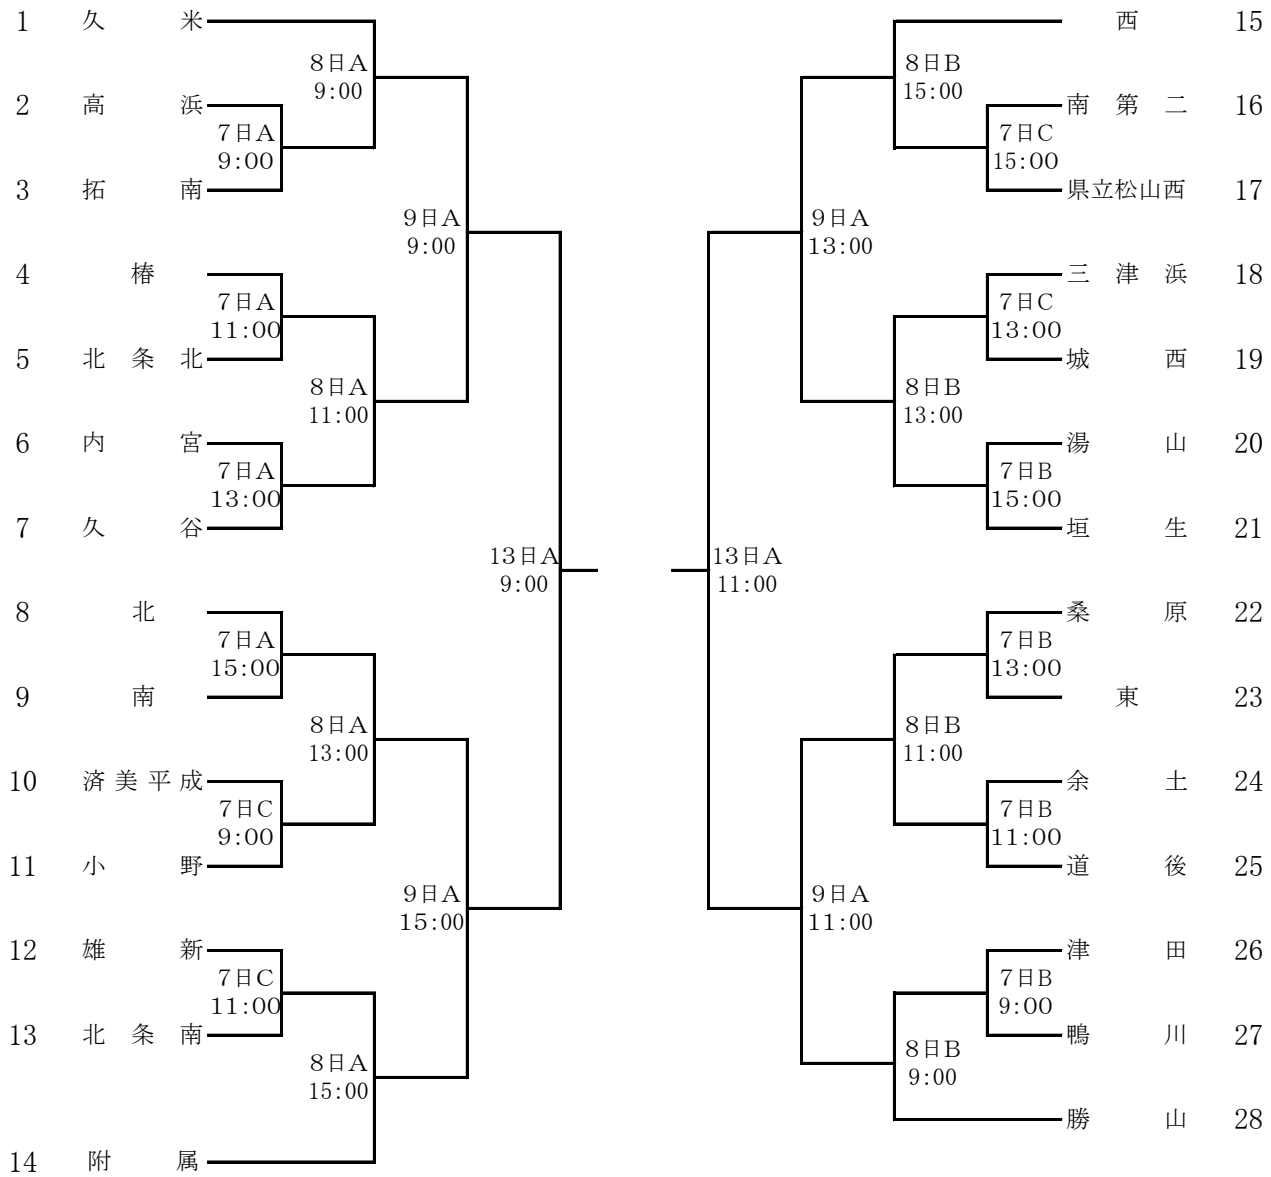 1 久米
8日A
9:00
2 高浜
7日A
9:00
3 拓南
9日A
9:00
4 椿
7日A
11:00
5 北条北
8日A
11:00
6 内宮
7日A
13:00
7 久谷
13日A
9:00
8 北
7日A
15:00
9 南
8日A
13:00
10 済美平成
7日C
9:00
11 小野
9日A
15:00
12 雄新
7日C
11:00
13 北条南
8日A
15:00
14 附属
西 15
8日B
15:00
南第二 16
7日C
15:00
県立松山西 17
9日A
13:00
三津浜 18
7日C
13:00
城西 19
8日B
13:00
湯山 20
7日B
15:00
垣生 21
13日A
11:00
桑原 22
7日B
13:00
東 23
8日B
11:00
余土 24
7日B
11:00
道後 25
9日A
11:00
津田 26
7日B
9:00
鴨川 27
8日B
9:00
勝山 28